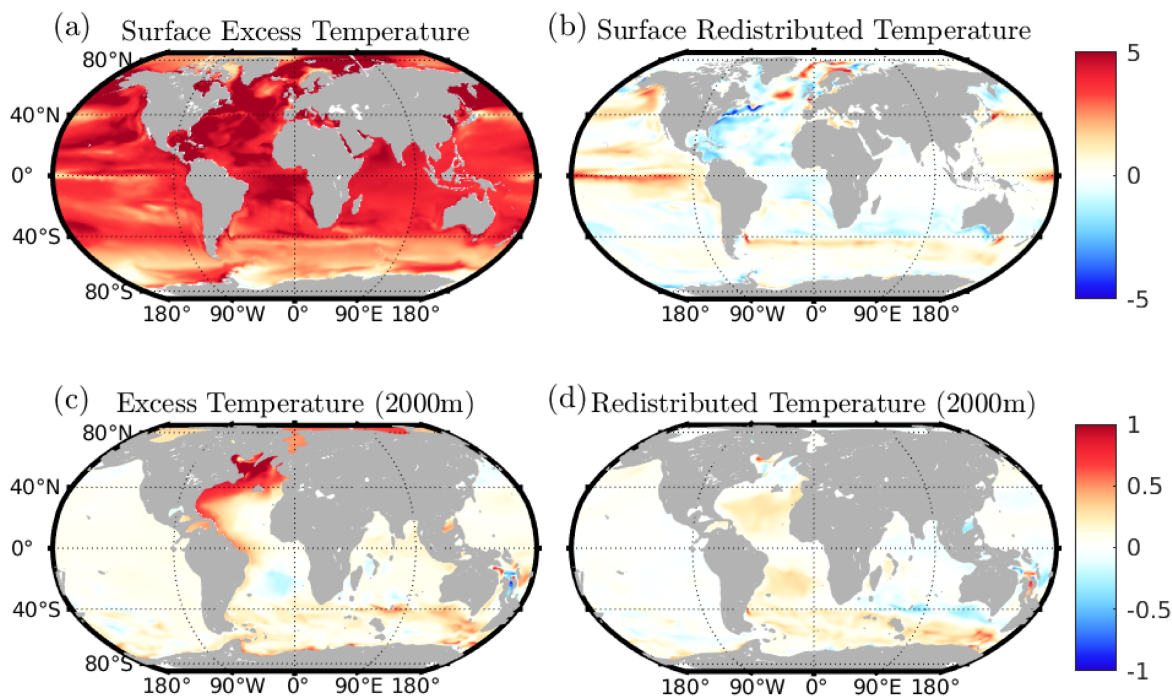 (a) Surface Excess Temperature
(b) Surface Redistributed Temperature
80°N
40°N
0°
40°S
80°S
180° 90°W 0° 90°E 180°
180° 90°W 0° 90°E 180°
5
0
-5
(c) Excess Temperature (2000m)
(d) Redistributed Temperature (2000m)
80°N
40°N
0°
40°S
80°S
180° 90°W 0° 90°E 180°
180° 90°W 0° 90°E 180°
1
0.5
0
-0.5
-1